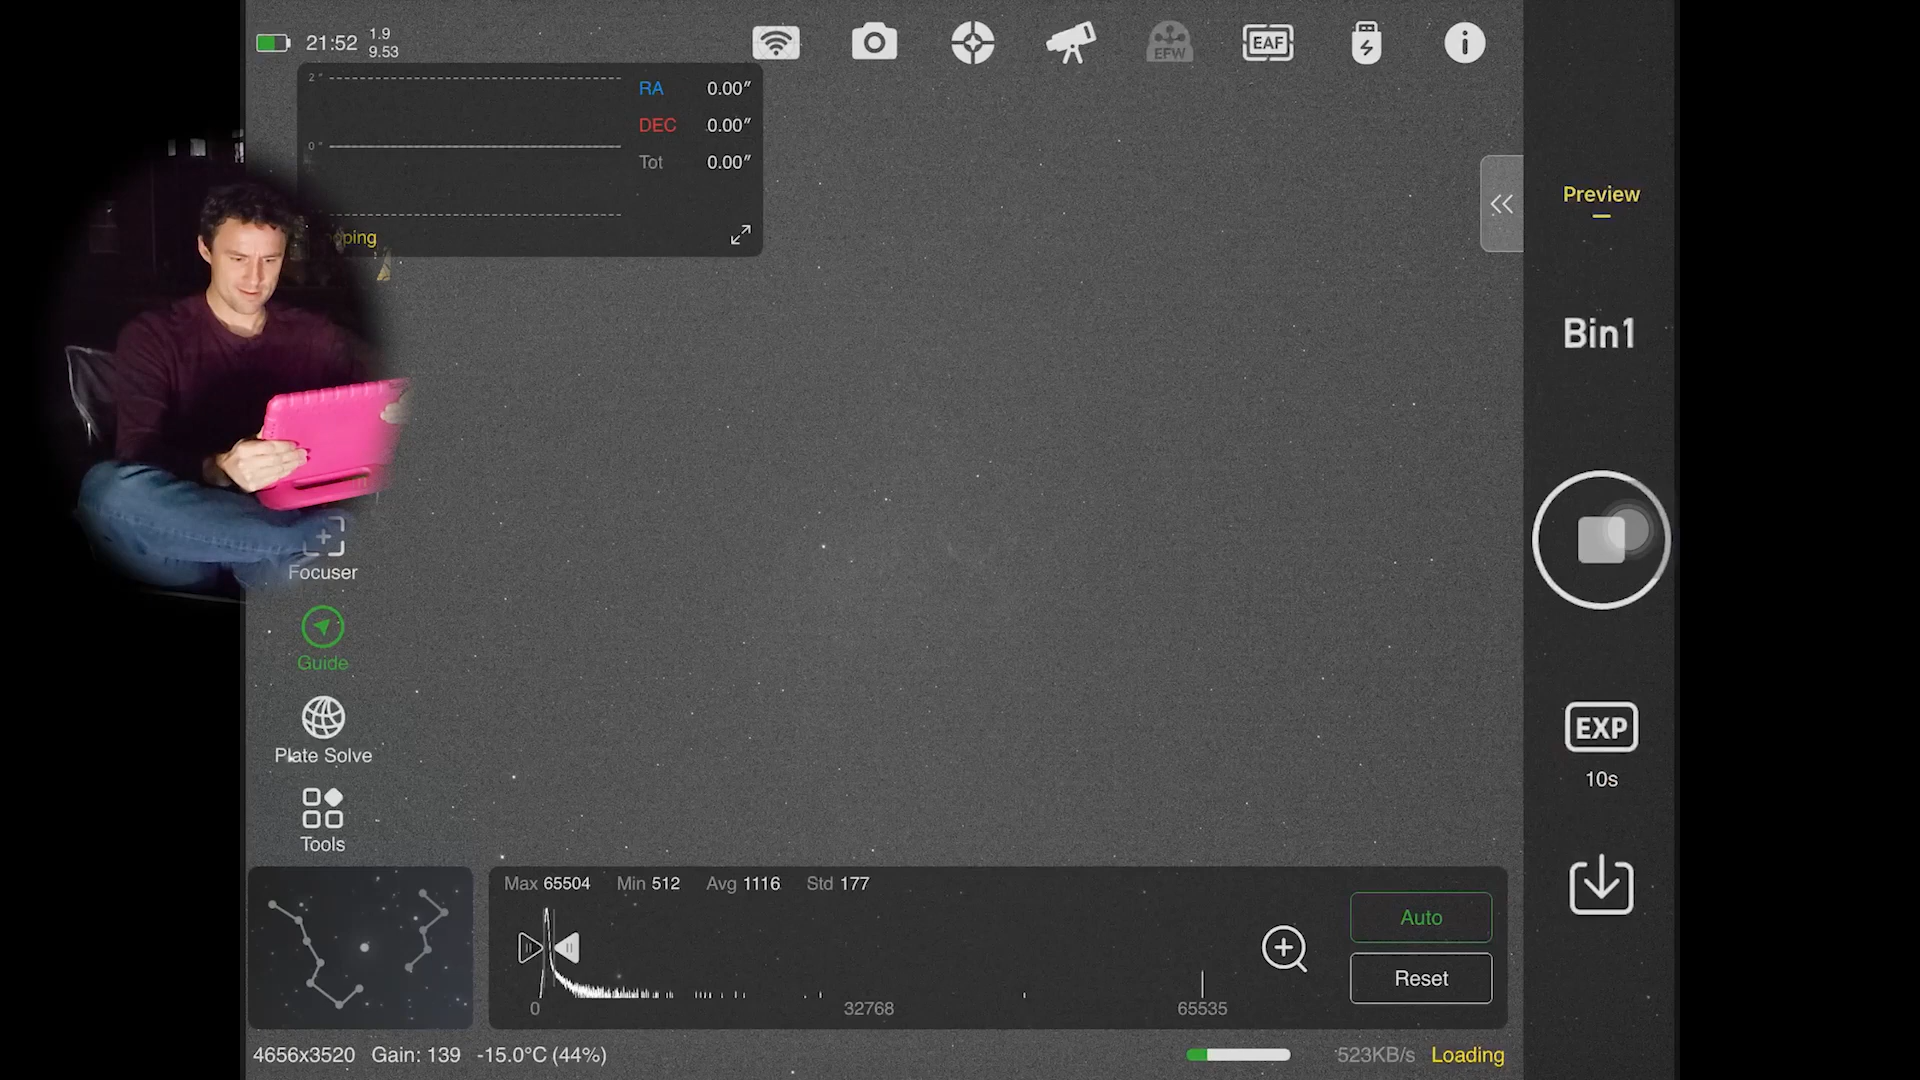 21:52
1.9
9.53
EFW
EAF
2"
RA 0.00"
0"
DEC 0.00"
Tot 0.00"
Preview
Bin1
Focuser
Guide
Plate Solve
Tools
EXP
10s
Max 65504 Min 512 Avg 1116 Std 177
Auto
Reset
0 32768 65535
4656x3520 Gain: 139 -15.0°C (44%)
523KB/s Loading